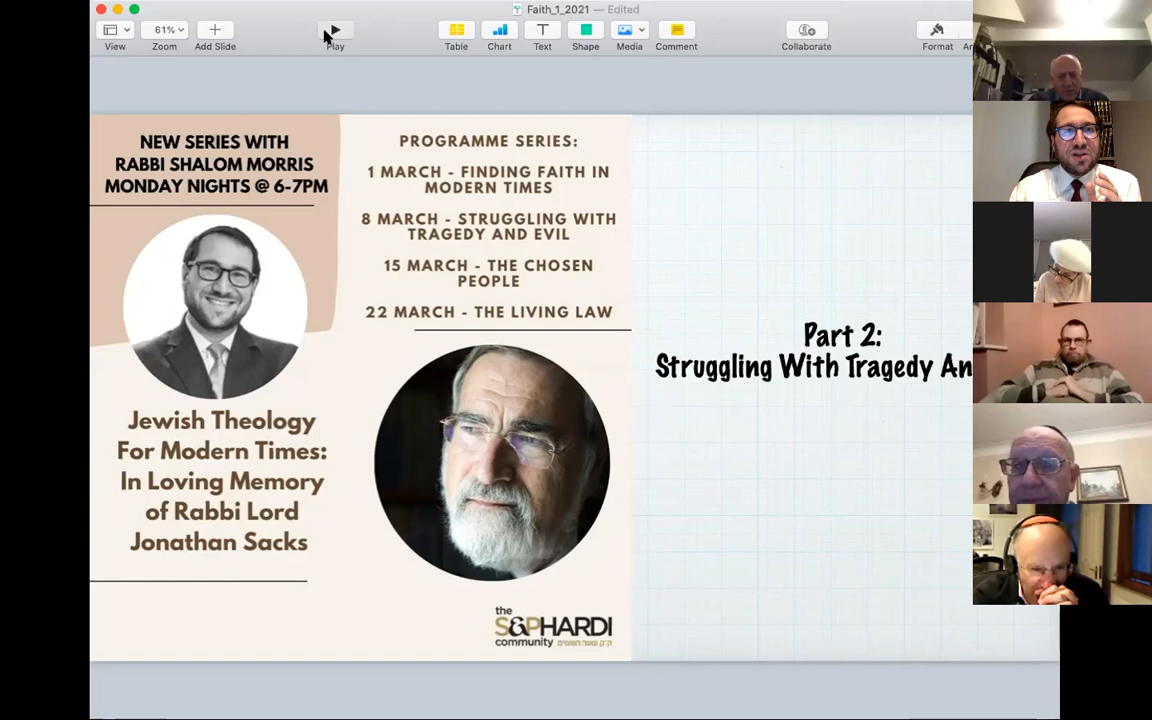 Faith_1_2021 — Edited
61%
View
Zoom
Add Slide
Play
Table
Chart
Text
Shape
Media
Comment
Collaborate
Format
NEW SERIES WITH
RABBI SHALOM MORRIS
MONDAY NIGHTS @ 6-7PM
Jewish Theology
For Modern Times:
In Loving Memory
of Rabbi Lord
Jonathan Sacks
PROGRAMME SERIES:
1 MARCH - FINDING FAITH IN
MODERN TIMES
8 MARCH - STRUGGLING WITH
TRAGEDY AND EVIL
15 MARCH - THE CHOSEN
PEOPLE
22 MARCH - THE LIVING LAW
the
S&PHARDI
community
Part 2:
Struggling With Tragedy An